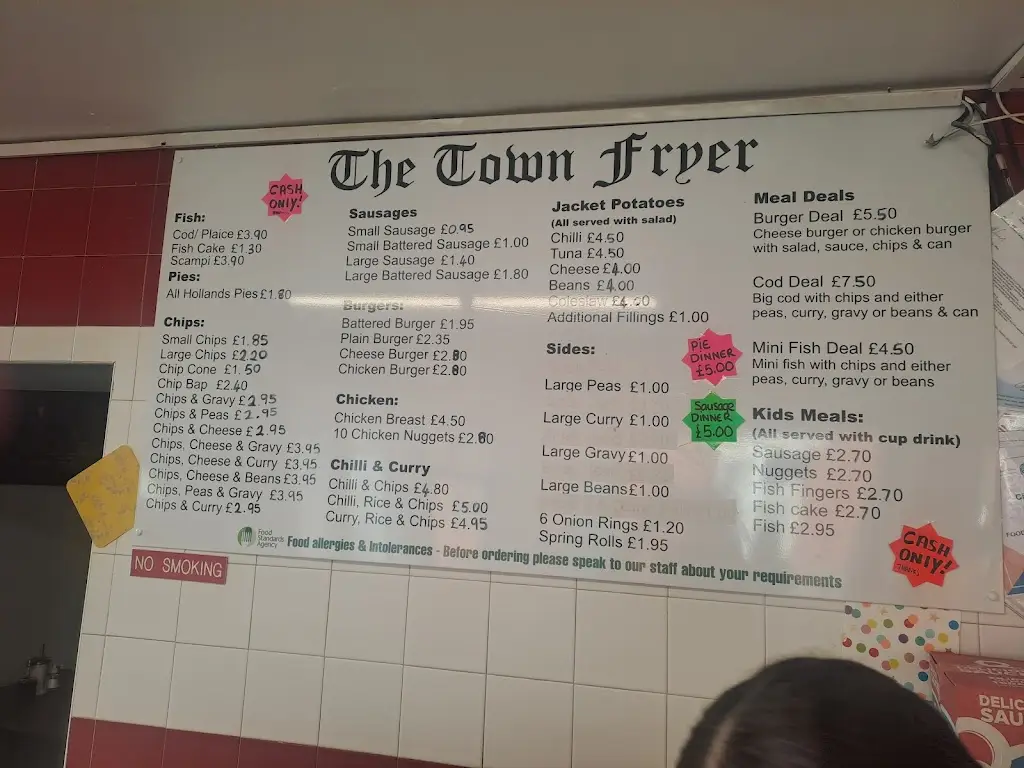 The Town Fryer
CASH
ONLY!
Fish:
Cod/ Plaice £3.90
Fish Cake £1.30
Scampi £3.90
Pies:
All Hollands Pies £1.80
Chips:
Small Chips £1.85
Large Chips £2.20
Chip Cone £1.50
Chip Bap £2.40
Chips & Gravy £2.95
Chips & Peas £2.95
Chips & Cheese £2.95
Chips, Cheese & Gravy £3.95
Chips, Cheese & Curry £3.95
Chips, Cheese & Beans £3.95
Chips, Peas & Gravy £3.95
Chips & Curry £2.95
Sausages
Small Sausage £0.95
Small Battered Sausage £1.00
Large Sausage £1.40
Large Battered Sausage £1.80
Burgers:
Battered Burger £1.95
Plain Burger £2.35
Cheese Burger £2.80
Chicken Burger £2.80
Chicken:
Chicken Breast £4.50
10 Chicken Nuggets £2.80
Chilli & Curry
Chilli & Chips £4.80
Chilli, Rice & Chips £5.00
Curry, Rice & Chips £4.95
Jacket Potatoes
(All served with salad)
Chilli £4.50
Tuna £4.50
Cheese £4.00
Beans £4.00
Coleslaw £4.00
Additional Fillings £1.00
Sides:
Large Peas £1.00
Large Curry £1.00
Large Gravy £1.00
Large Beans £1.00
6 Onion Rings £1.20
Spring Rolls £1.95
PIE
DINNER
£5.00
Sausage
DINNER
£5.00
Meal Deals
Burger Deal £5.50
Cheese burger or chicken burger
with salad, sauce, chips & can
Cod Deal £7.50
Big cod with chips and either
peas, curry, gravy or beans & can
Mini Fish Deal £4.50
Mini fish with chips and either
peas, curry, gravy or beans
Kids Meals:
(All served with cup drink)
Sausage £2.70
Nuggets £2.70
Fish Fingers £2.70
Fish cake £2.70
Fish £2.95
CASH
ONLY!
Food
Standards
Agency
Food allergies & Intolerances - Before ordering please speak to our staff about your requirements
NO SMOKING